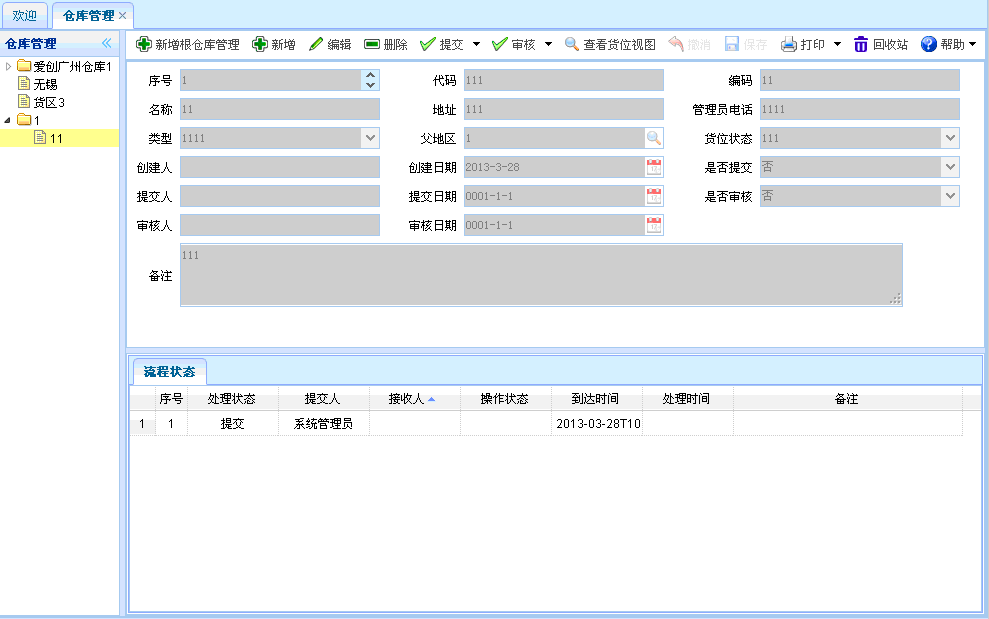 欢迎 仓库管理
仓库管理
新增根仓库管理 新增 编辑 删除 提交 审核 查看货位视图 撤消 保存 打印 回收站 帮助
爱创广州仓库1
无锡
货区3
1
11
序号 1 代码 111 编码 11
名称 11 地址 111 管理员电话 1111
类型 1111 父地区 1 货位状态 111
创建人 创建日期 2013-3-28 是否提交 否
提交人 提交日期 0001-1-1 是否审核 否
审核人 审核日期 0001-1-1
备注 111
流程状态
序号 处理状态 提交人 接收人 操作状态 到达时间 处理时间 备注
1 1 提交 系统管理员 2013-03-28T10